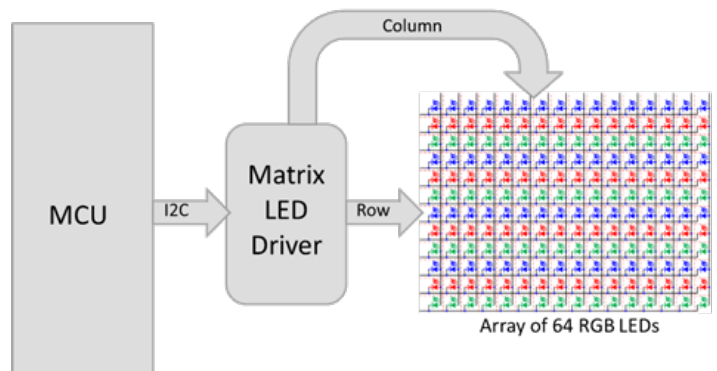 Column
MCU
I2C
Matrix
LED
Driver
Row
Array of 64 RGB LEDs